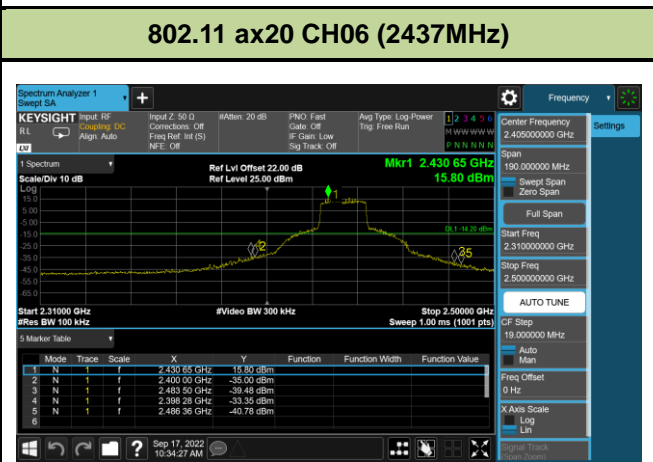 802.11 ax20 CH06 (2437MHz)
Spectrum Analyzer 1
Swept SA
Frequency
KEYSIGHT
RL
LXI
Input: RF
Coupling: DC
Align: Auto
Input Z: 50 Ω
Corrections: Off
Freq Ref: Int (S)
NFE: Off
#Atten: 20 dB
PNO: Fast
Gate: Off
IF Gain: Low
Sig Track: Off
Avg Type: Log-Power
Trig: Free Run
1 2 3 4 5 6
M W W W W W
P N N N N N
Center Frequency
2.405000000 GHz
Settings
Span
190.000000 MHz
Swept Span
Zero Span
Full Span
Start Freq
2.310000000 GHz
Stop Freq
2.500000000 GHz
AUTO TUNE
CF Step
19.000000 MHz
Auto
Man
Freq Offset
0 Hz
X Axis Scale
Log
Lin
Signal Track
(Span Zoom)
1 Spectrum
Scale/Div 10 dB
Ref Lvl Offset 22.00 dB
Ref Level 25.00 dBm
Mkr1 2.430 65 GHz
15.80 dBm
Log
15.0
5.00
-5.00
-15.0
-25.0
-35.0
-45.0
-55.0
-65.0
1
2
35
DL1 -14.20 dBm
Start 2.31000 GHz
#Video BW 300 kHz
Stop 2.50000 GHz
#Res BW 100 kHz
Sweep 1.00 ms (1001 pts)
5 Marker Table
Mode Trace Scale X Y Function Function Width Function Value
1 N 1 f 2.430 65 GHz 15.80 dBm
2 N 1 f 2.400 00 GHz -35.00 dBm
3 N 1 f 2.483 50 GHz -39.48 dBm
4 N 1 f 2.398 28 GHz -33.35 dBm
5 N 1 f 2.486 36 GHz -40.78 dBm
6
Sep 17, 2022
10:34:27 AM